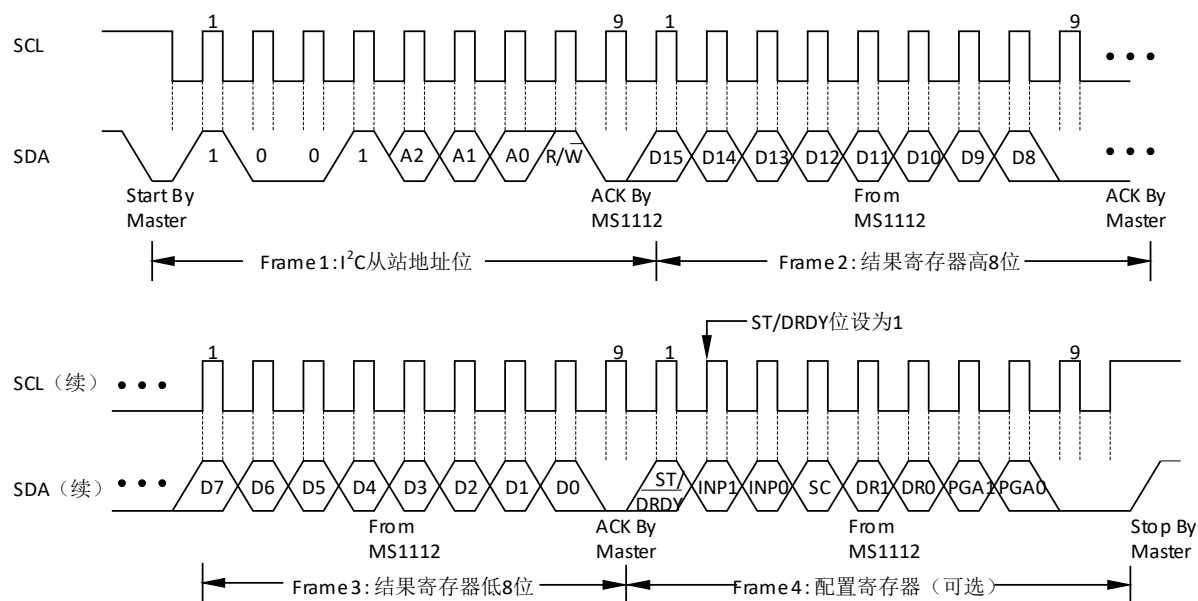 1 9 1 9
SCL
SDA
1 0 0 1 A2 A1 A0 R/W̅ D15 D14 D13 D12 D11 D10 D9 D8
Start By
Master
ACK By
MS1112
From
MS1112
ACK By
Master
Frame 1:I²C从站地址位
Frame 2:结果寄存器高8位
ST/DRDY位设为1
1 9 1 9
SCL(续)
SDA(续)
D7 D6 D5 D4 D3 D2 D1 D0 ST/ INP1 INP0 SC DR1 DR0 PGA1 PGA0
D̅R̅D̅Y̅
From
MS1112
ACK By
Master
From
MS1112
Stop By
Master
Frame 3:结果寄存器低8位
Frame 4:配置寄存器(可选)